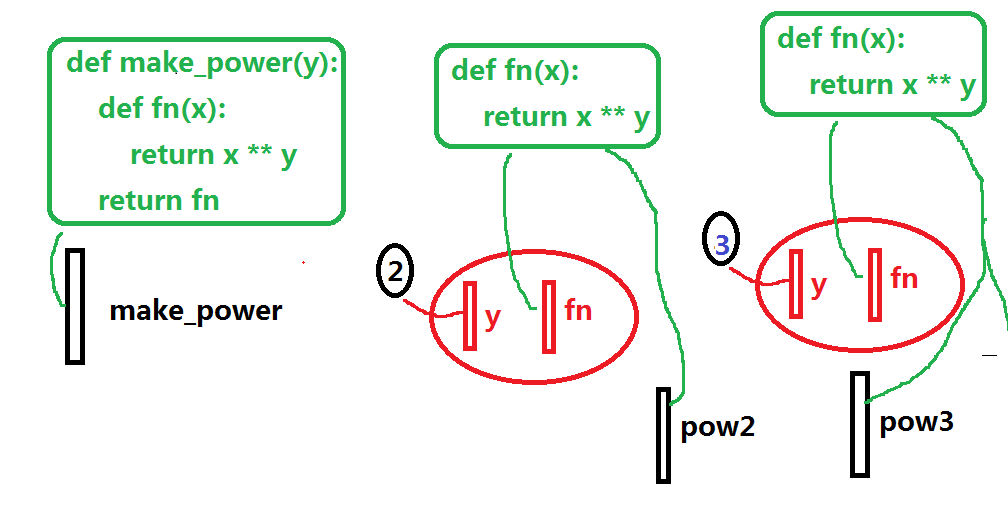 def make_power(y):
def fn(x):
return x ** y
return fn
make_power
def fn(x):
return x ** y
2
y
fn
pow2
def fn(x):
return x ** y
3
y
fn
pow3